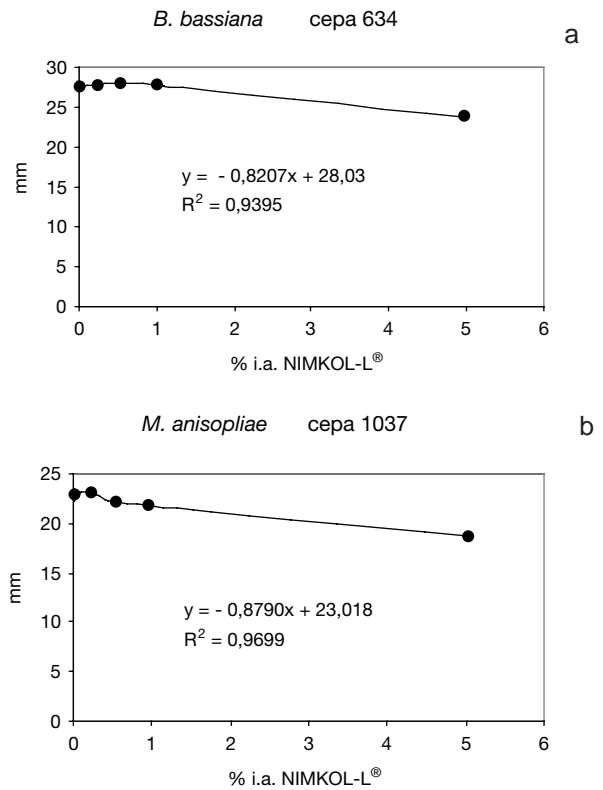 B. bassiana cepa 634
a
30
25
20
15
10
5
0
mm
y = - 0,8207x + 28,03
R² = 0,9395
0 1 2 3 4 5 6
% i.a. NIMKOL-L®
M. anisopliae cepa 1037
b
25
20
15
10
5
0
mm
y = - 0,8790x + 23,018
R² = 0,9699
0 1 2 3 4 5 6
% i.a. NIMKOL-L®